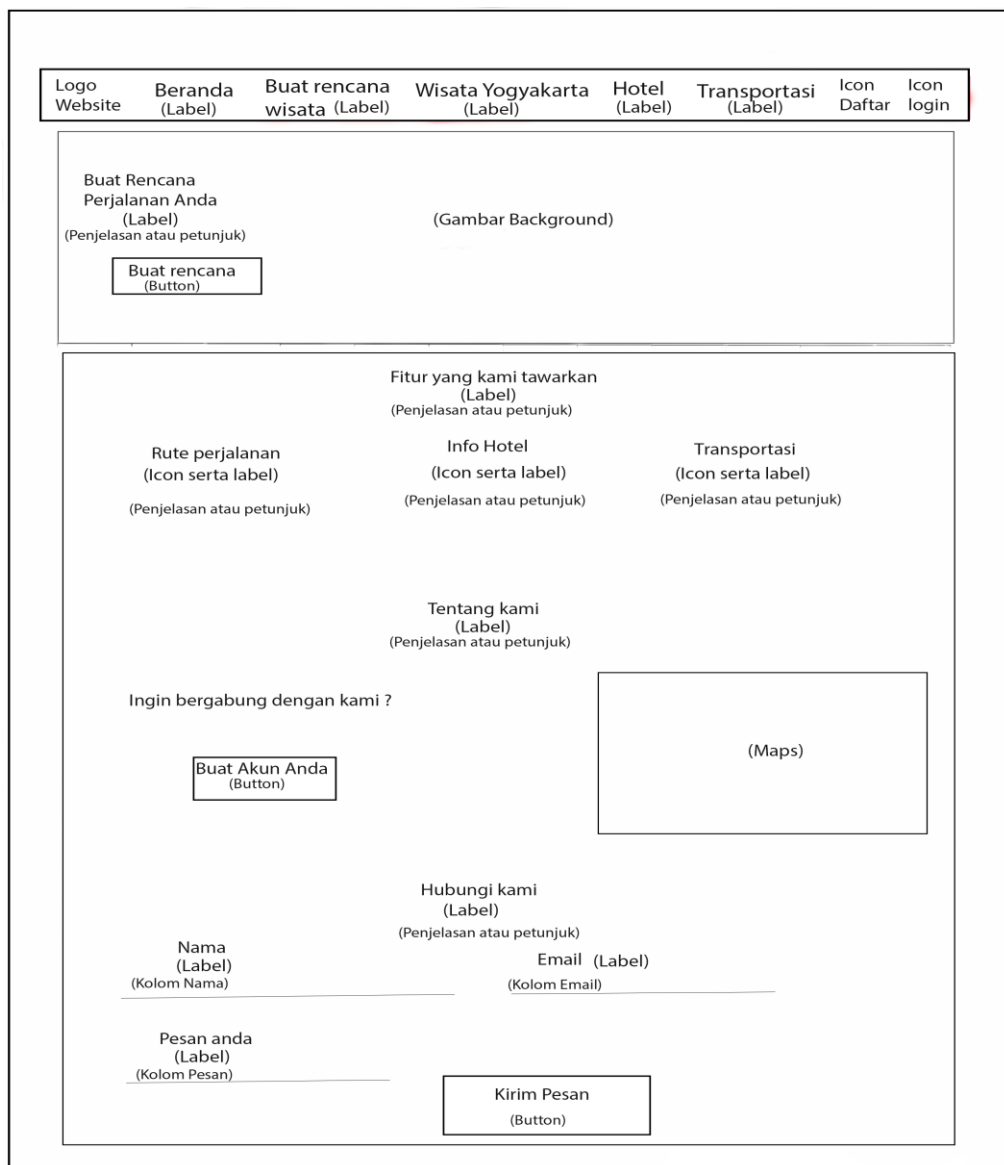 Logo
Website
Beranda
(Label)
Buat rencana
wisata (Label)
Wisata Yogyakarta
(Label)
Hotel
(Label)
Transportasi
(Label)
Icon
Daftar
Icon
login
Buat Rencana
Perjalanan Anda
(Label)
(Penjelasan atau petunjuk)
(Gambar Background)
Buat rencana
(Button)
Fitur yang kami tawarkan
(Label)
(Penjelasan atau petunjuk)
Rute perjalanan
(Icon serta label)
(Penjelasan atau petunjuk)
Info Hotel
(Icon serta label)
(Penjelasan atau petunjuk)
Transportasi
(Icon serta label)
(Penjelasan atau petunjuk)
Tentang kami
(Label)
(Penjelasan atau petunjuk)
Ingin bergabung dengan kami ?
Buat Akun Anda
(Button)
(Maps)
Hubungi kami
(Label)
(Penjelasan atau petunjuk)
Nama
(Label)
(Kolom Nama)
Email (Label)
(Kolom Email)
Pesan anda
(Label)
(Kolom Pesan)
Kirim Pesan
(Button)